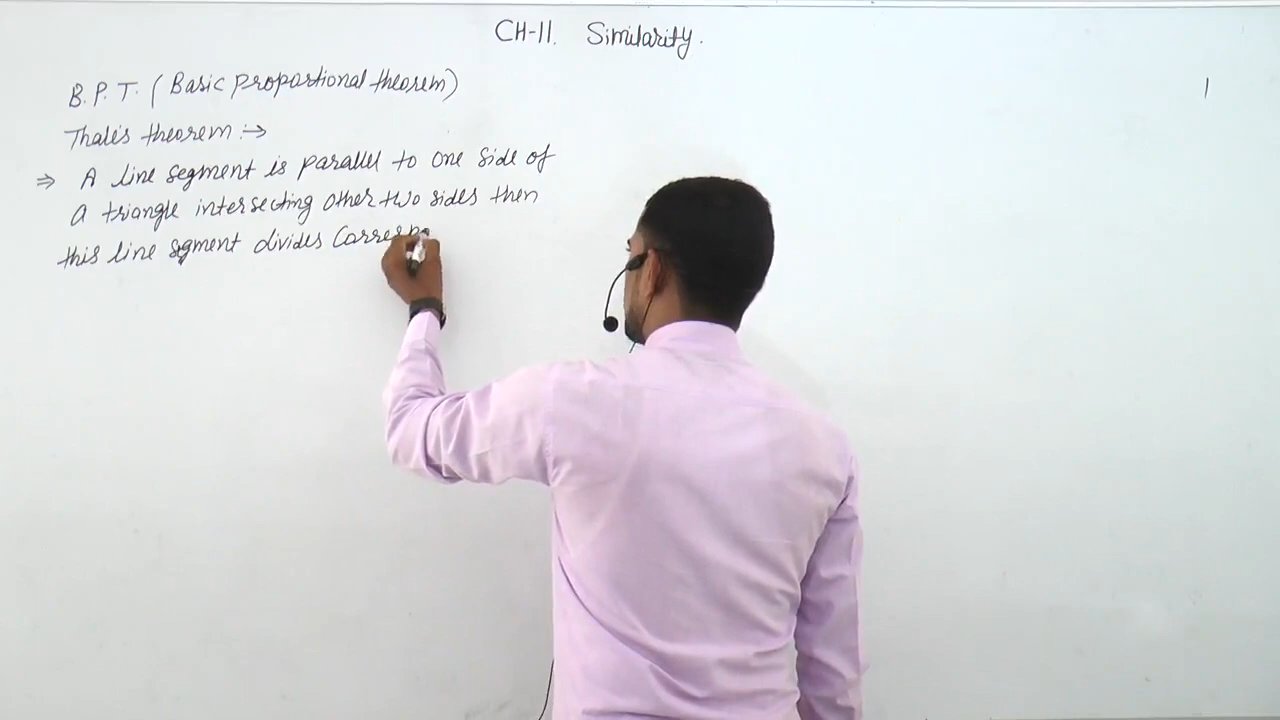 CH-11. Similarity.
1
B.P.T. (Basic proportional theorem)
Thale's theorem :→
⇒ A line segment is parallel to one side of
a triangle intersecting other two sides then
this line segment divides Corresp